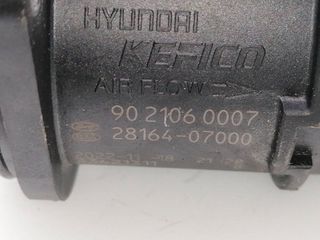 HYUNDAI
KEFICO
AIR FLOW
90 2106 0007
28164-07000